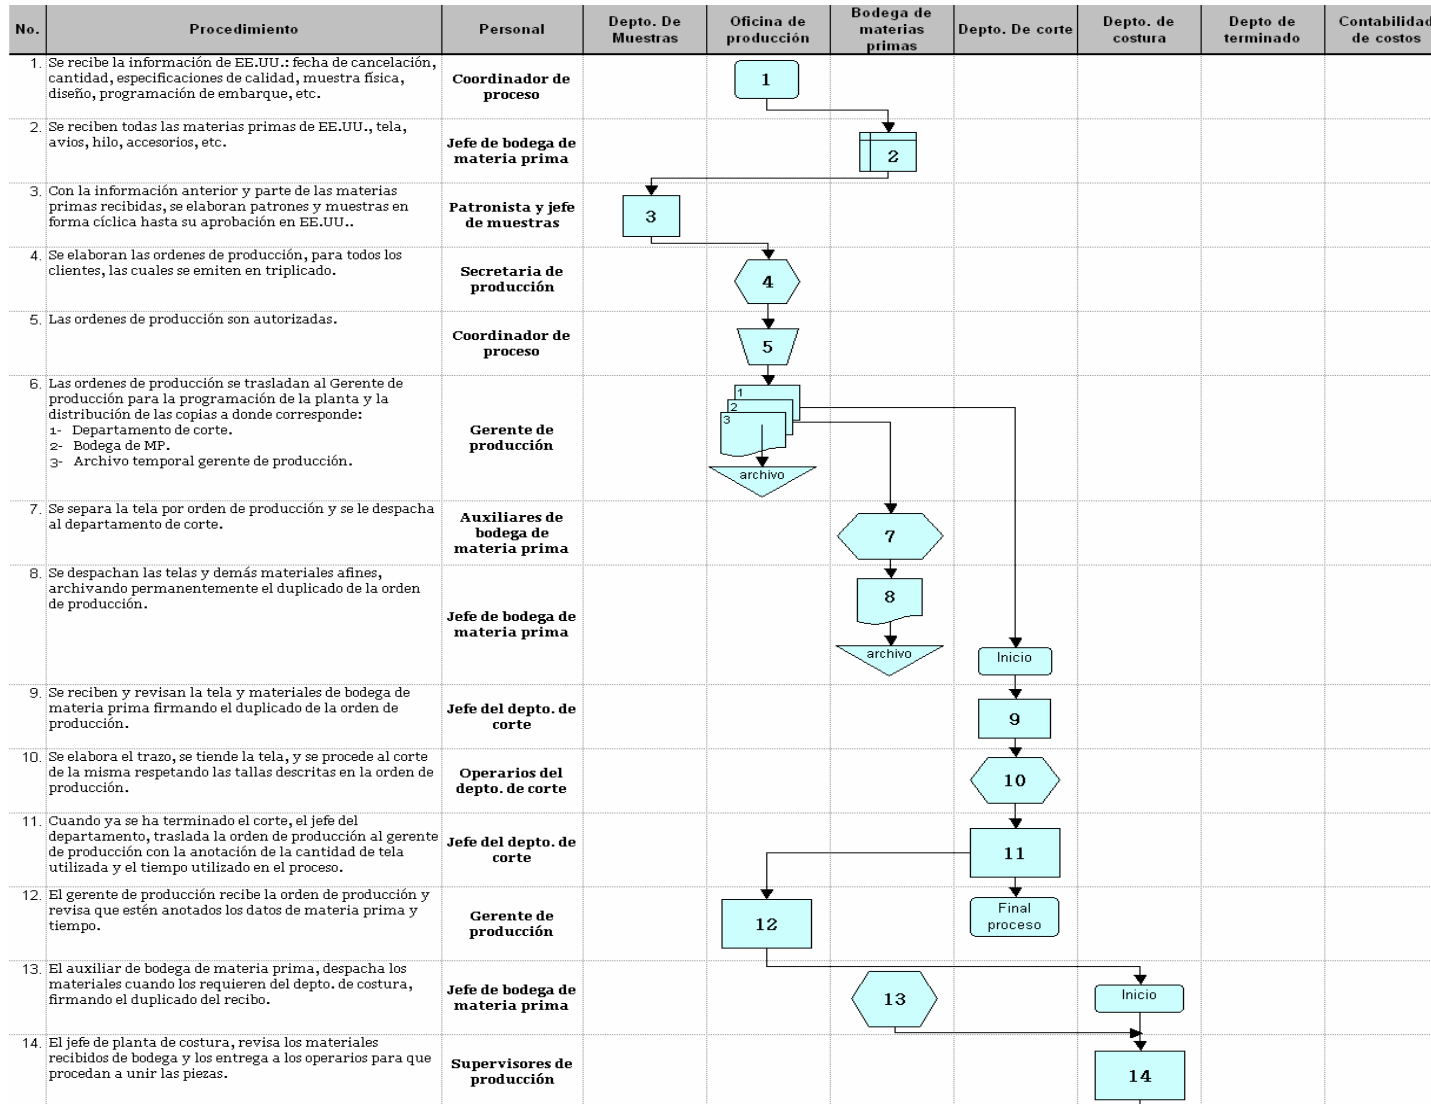 No.
Procedimiento
Personal
Depto. De
Muestras
Oficina de
producción
Bodega de
materias
primas
Depto. De corte
Depto. de
costura
Depto de
terminado
Contabilidad
de costos
1. Se recibe la información de EE.UU.: fecha de cancelación,
cantidad, especificaciones de calidad, muestra física,
diseño, programación de embarque, etc.
Coordinador de
proceso
1
2. Se reciben todas las materias primas de EE.UU., tela,
avios, hilo, accesorios, etc.
Jefe de bodega de
materia prima
2
3. Con la información anterior y parte de las materias
primas recibidas, se elaboran patrones y muestras en
forma cíclica hasta su aprobación en EE.UU..
Patronista y jefe
de muestras
3
4. Se elaboran las ordenes de producción, para todos los
clientes, las cuales se emiten en triplicado.
Secretaria de
producción
4
5. Las ordenes de producción son autorizadas.
Coordinador de
proceso
5
6. Las ordenes de producción se trasladan al Gerente de
producción para la programación de la planta y la
distribución de las copias a donde corresponde:
1- Departamento de corte.
2- Bodega de MP.
3- Archivo temporal gerente de producción.
Gerente de
producción
1
2
3
archivo
7. Se separa la tela por orden de producción y se le despacha
al departamento de corte.
Auxiliares de
bodega de
materia prima
7
8. Se despachan las telas y demás materiales afines,
archivando permanentemente el duplicado de la orden
de producción.
Jefe de bodega de
materia prima
8
archivo
Inicio
9. Se reciben y revisan la tela y materiales de bodega de
materia prima firmando el duplicado de la orden de
producción.
Jefe del depto. de
corte
9
10. Se elabora el trazo, se tiende la tela, y se procede al corte
de la misma respetando las tallas descritas en la orden de
producción.
Operarios del
depto. de corte
10
11. Cuando ya se ha terminado el corte, el jefe del
departamento, traslada la orden de producción al gerente
de producción con la anotación de la cantidad de tela
utilizada y el tiempo utilizado en el proceso.
Jefe del depto. de
corte
11
12. El gerente de producción recibe la orden de producción y
revisa que estén anotados los datos de materia prima y
tiempo.
Gerente de
producción
12
Final
proceso
13. El auxiliar de bodega de materia prima, despacha los
materiales cuando los requieren del depto. de costura,
firmando el duplicado del recibo.
Jefe de bodega de
materia prima
13
Inicio
14. El jefe de planta de costura, revisa los materiales
recibidos de bodega y los entrega a los operarios para que
procedan a unir las piezas.
Supervisores de
producción
14